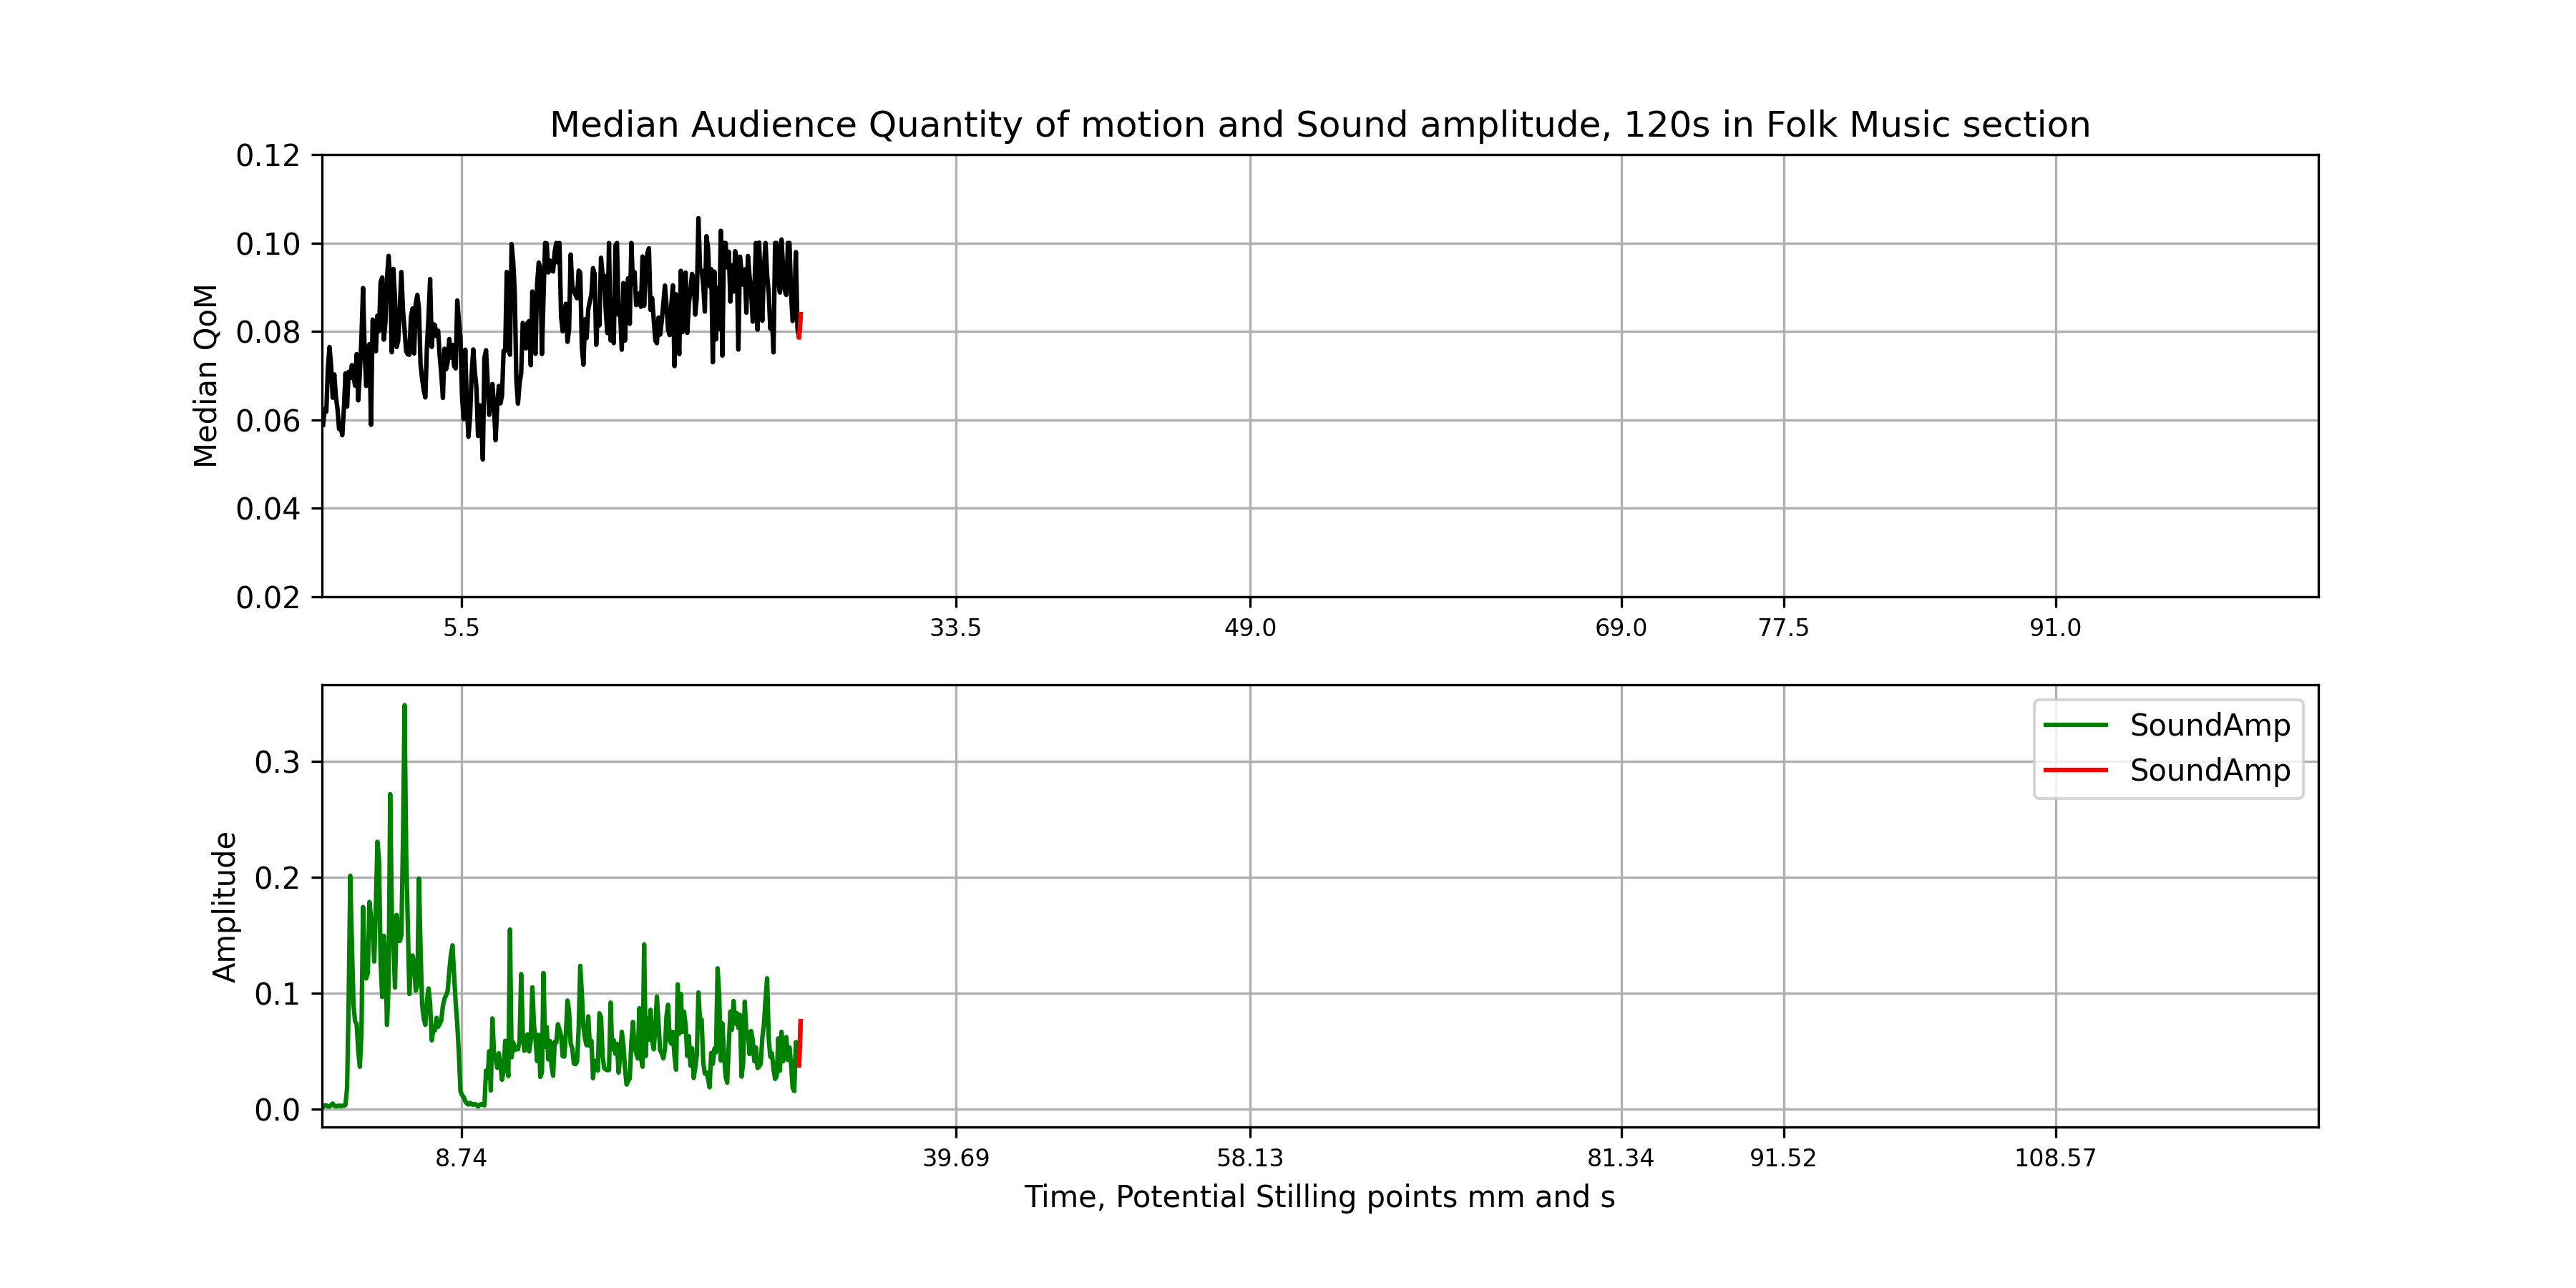 Median Audience Quantity of motion and Sound amplitude, 120s in Folk Music section
0.12
0.10
0.08
0.06
0.04
0.02
Median QoM
5.5 33.5 49.0 69.0 77.5 91.0
SoundAmp
SoundAmp
0.3
0.2
0.1
0.0
Amplitude
8.74 39.69 58.13 81.34 91.52 108.57
Time, Potential Stilling points mm and s